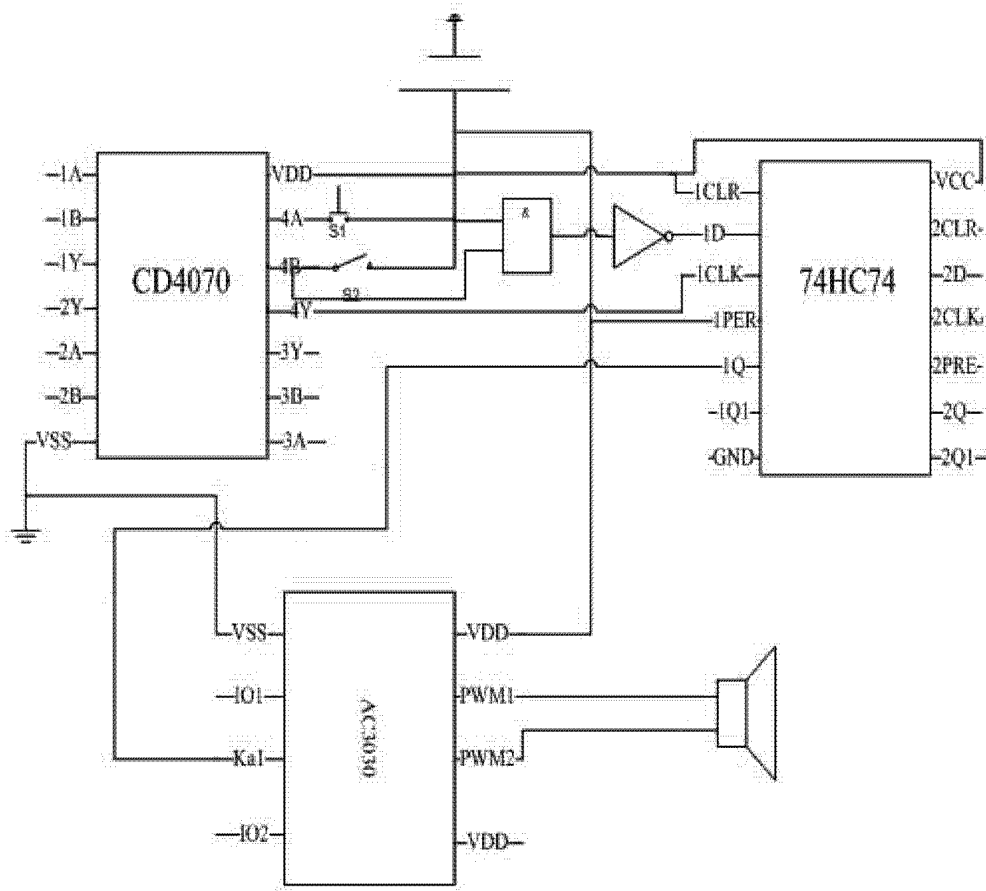 1A
1B
1Y
2Y
2A
2B
VSS
CD4070
VDD
4A
4B
4Y
3Y
3B
3A
S1
S2
&
1CLR
1D
1CLK
1PER
1Q
1Q1
GND
74HC74
VCC
2CLR
2D
2CLK
2PRE
2Q
2Q1
VSS
IO1
Ka1
IO2
AC3030
VDD
PWM1
PWM2
VDD